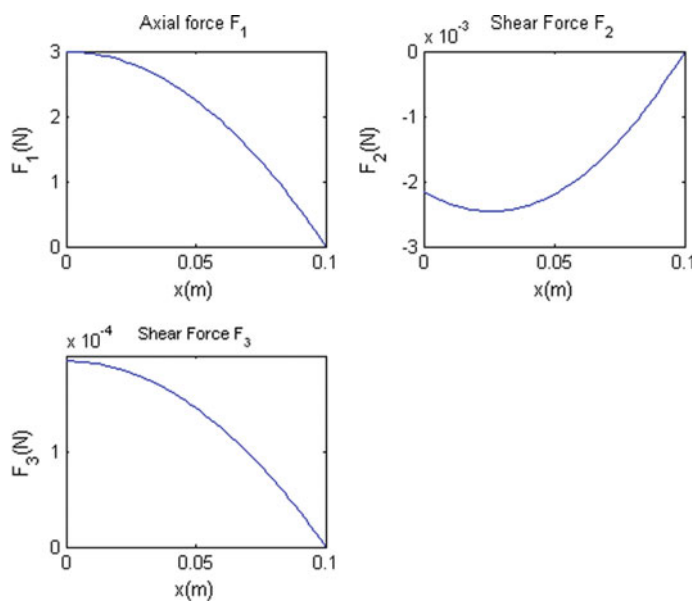 Axial force F1
3
2
1
0
0
0.05
0.1
x(m)
F1(N)
x 10-3
Shear Force F2
0
-1
-2
-3
0
0.05
0.1
x(m)
F2(N)
x 10-4
Shear Force F3
1
0
0
0.05
0.1
x(m)
F3(N)